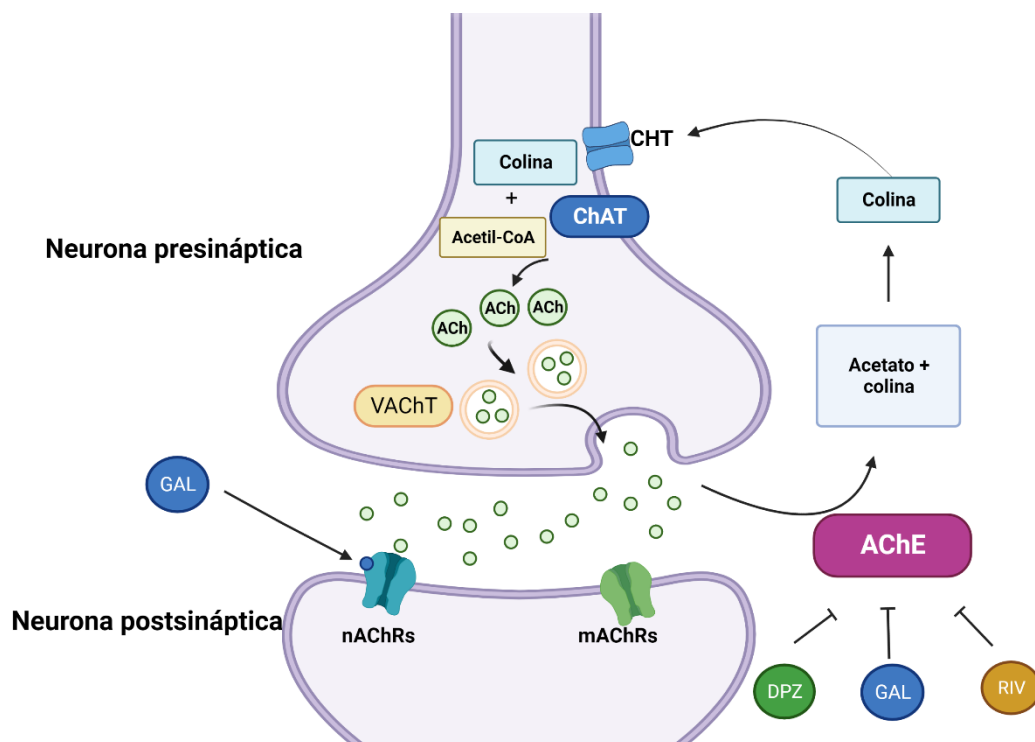 CHT
Colina
+
ChAT
Colina
Acetil-CoA
Neurona presináptica
ACh
ACh
ACh
Acetato +
colina
VAChT
GAL
AChE
Neurona postsináptica
nAChRs
mAChRs
DPZ
GAL
RIV